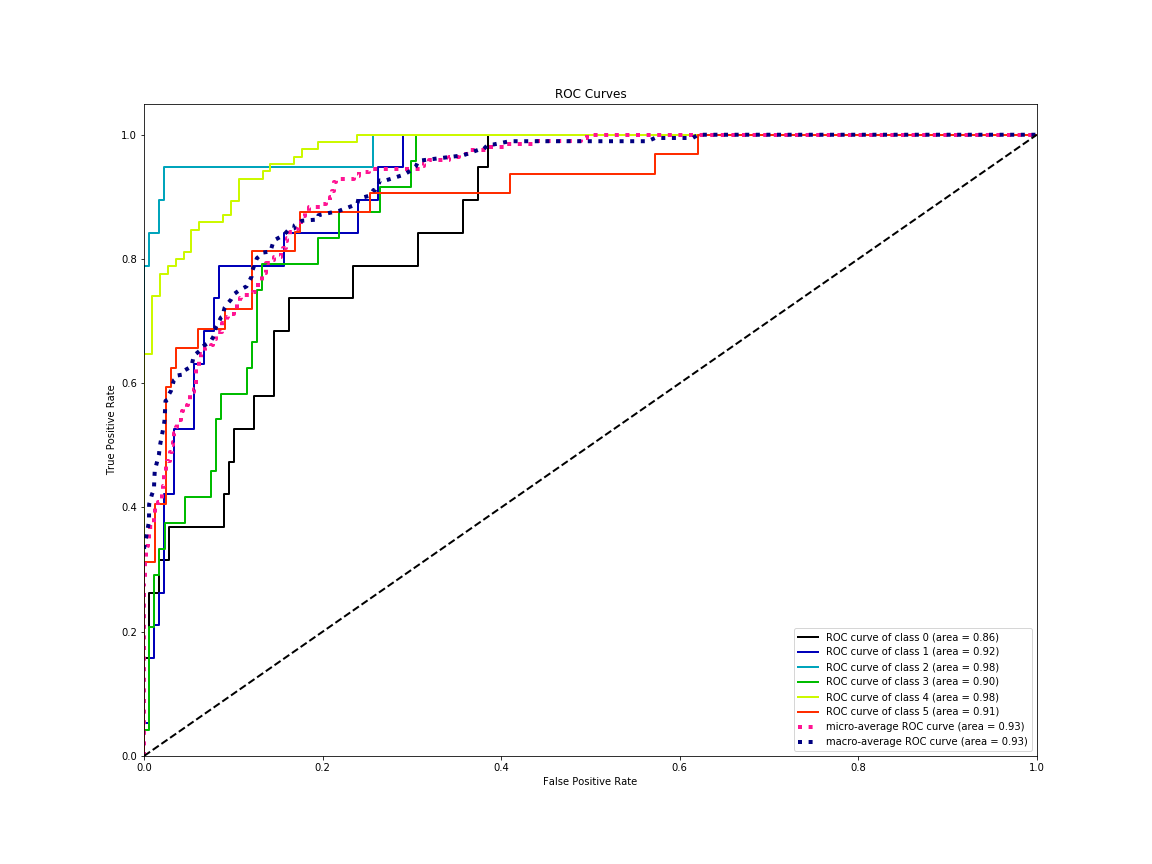 ROC Curves
True Positive Rate
1.0
0.8
0.6
0.4
0.2
0.0
0.0 0.2 0.4 0.6 0.8 1.0
False Positive Rate
ROC curve of class 0 (area = 0.86)
ROC curve of class 1 (area = 0.92)
ROC curve of class 2 (area = 0.98)
ROC curve of class 3 (area = 0.90)
ROC curve of class 4 (area = 0.98)
ROC curve of class 5 (area = 0.91)
micro-average ROC curve (area = 0.93)
macro-average ROC curve (area = 0.93)